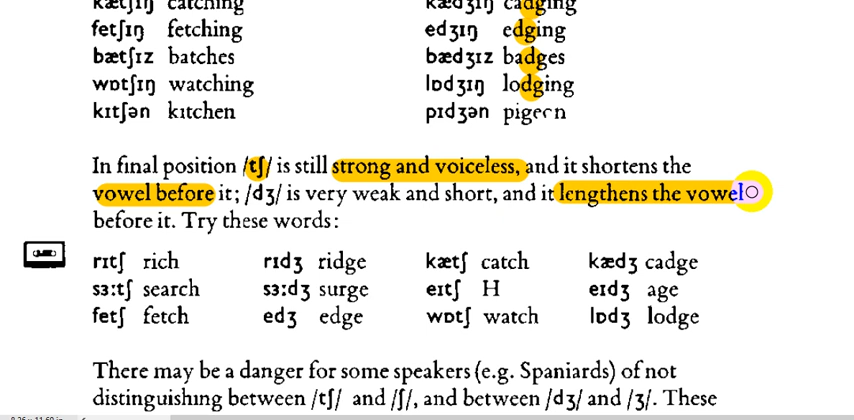 kætʃɪŋ catching kædʒɪŋ cadging
fetʃɪŋ fetching edʒɪŋ edging
bætʃɪz batches bædʒɪz badges
wɒtʃɪŋ watching lɒdʒɪŋ lodging
kɪtʃən kitchen pɪdʒən pigeon
In final position /tʃ/ is still strong and voiceless, and it shortens the
vowel before it; /dʒ/ is very weak and short, and it lengthens the vowel
before it. Try these words:
rɪtʃ rich rɪdʒ ridge kætʃ catch kædʒ cadge
sɜːtʃ search sɜːdʒ surge eɪtʃ H eɪdʒ age
fetʃ fetch edʒ edge wɒtʃ watch lɒdʒ lodge
There may be a danger for some speakers (e.g. Spaniards) of not
distinguishing between /tʃ/ and /ʃ/, and between /dʒ/ and /ʒ/. These